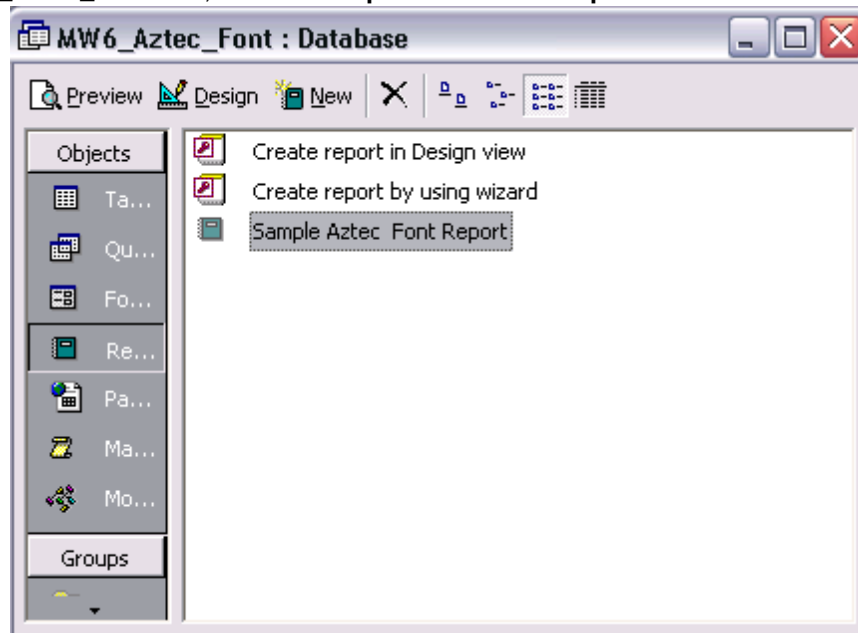 MW6_Aztec_Font : Database
Preview Design New
Objects
Ta...
Qu...
Fo...
Re...
Pa...
Ma...
Mo...
Groups
Create report in Design view
Create report by using wizard
Sample Aztec  Font Report